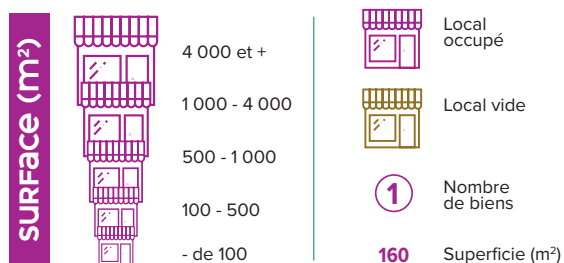 SURFACE (m²)
4 000 et +
1 000 - 4 000
500 - 1 000
100 - 500
- de 100
Local
occupé
Local vide
1
Nombre
de biens
160
Superficie (m²)